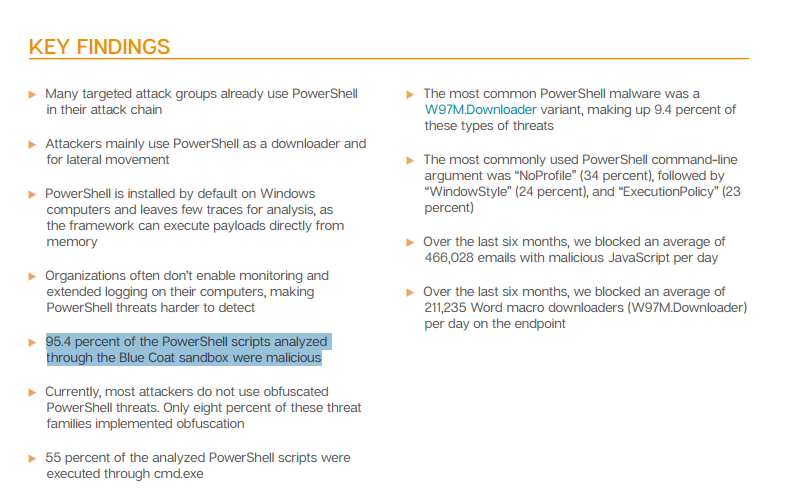 KEY FINDINGS
Many targeted attack groups already use PowerShell
in their attack chain
Attackers mainly use PowerShell as a downloader and
for lateral movement
PowerShell is installed by default on Windows
computers and leaves few traces for analysis, as
the framework can execute payloads directly from
memory
Organizations often don't enable monitoring and
extended logging on their computers, making
PowerShell threats harder to detect
95.4 percent of the PowerShell scripts analyzed
through the Blue Coat sandbox were malicious
Currently, most attackers do not use obfuscated
PowerShell threats. Only eight percent of these threat
families implemented obfuscation
55 percent of the analyzed PowerShell scripts were
executed through cmd.exe
The most common PowerShell malware was a
W97M.Downloader variant, making up 9.4 percent of
these types of threats
The most commonly used PowerShell command-line
argument was “NoProfile” (34 percent), followed by
“WindowStyle” (24 percent), and “ExecutionPolicy” (23
percent)
Over the last six months, we blocked an average of
466,028 emails with malicious JavaScript per day
Over the last six months, we blocked an average of
211,235 Word macro downloaders (W97M.Downloader)
per day on the endpoint